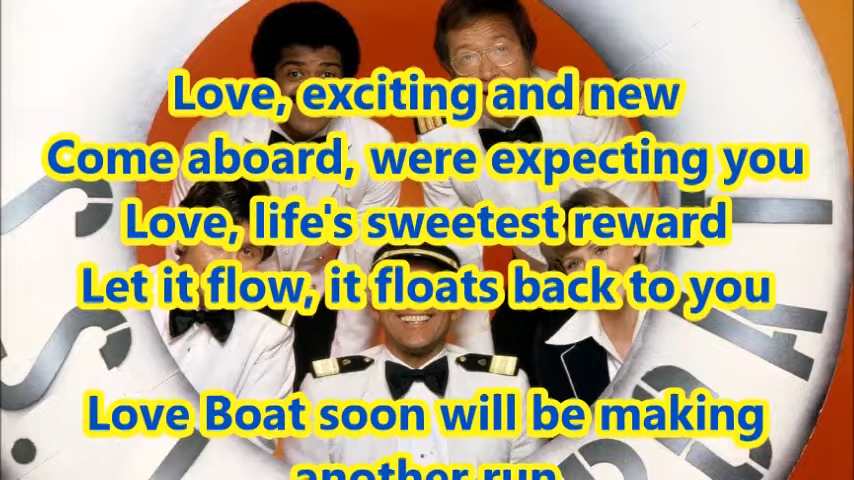 Love, exciting and new
Come aboard, were expecting you
Love, life's sweetest reward
Let it flow, it floats back to you
Love Boat soon will be making
another run